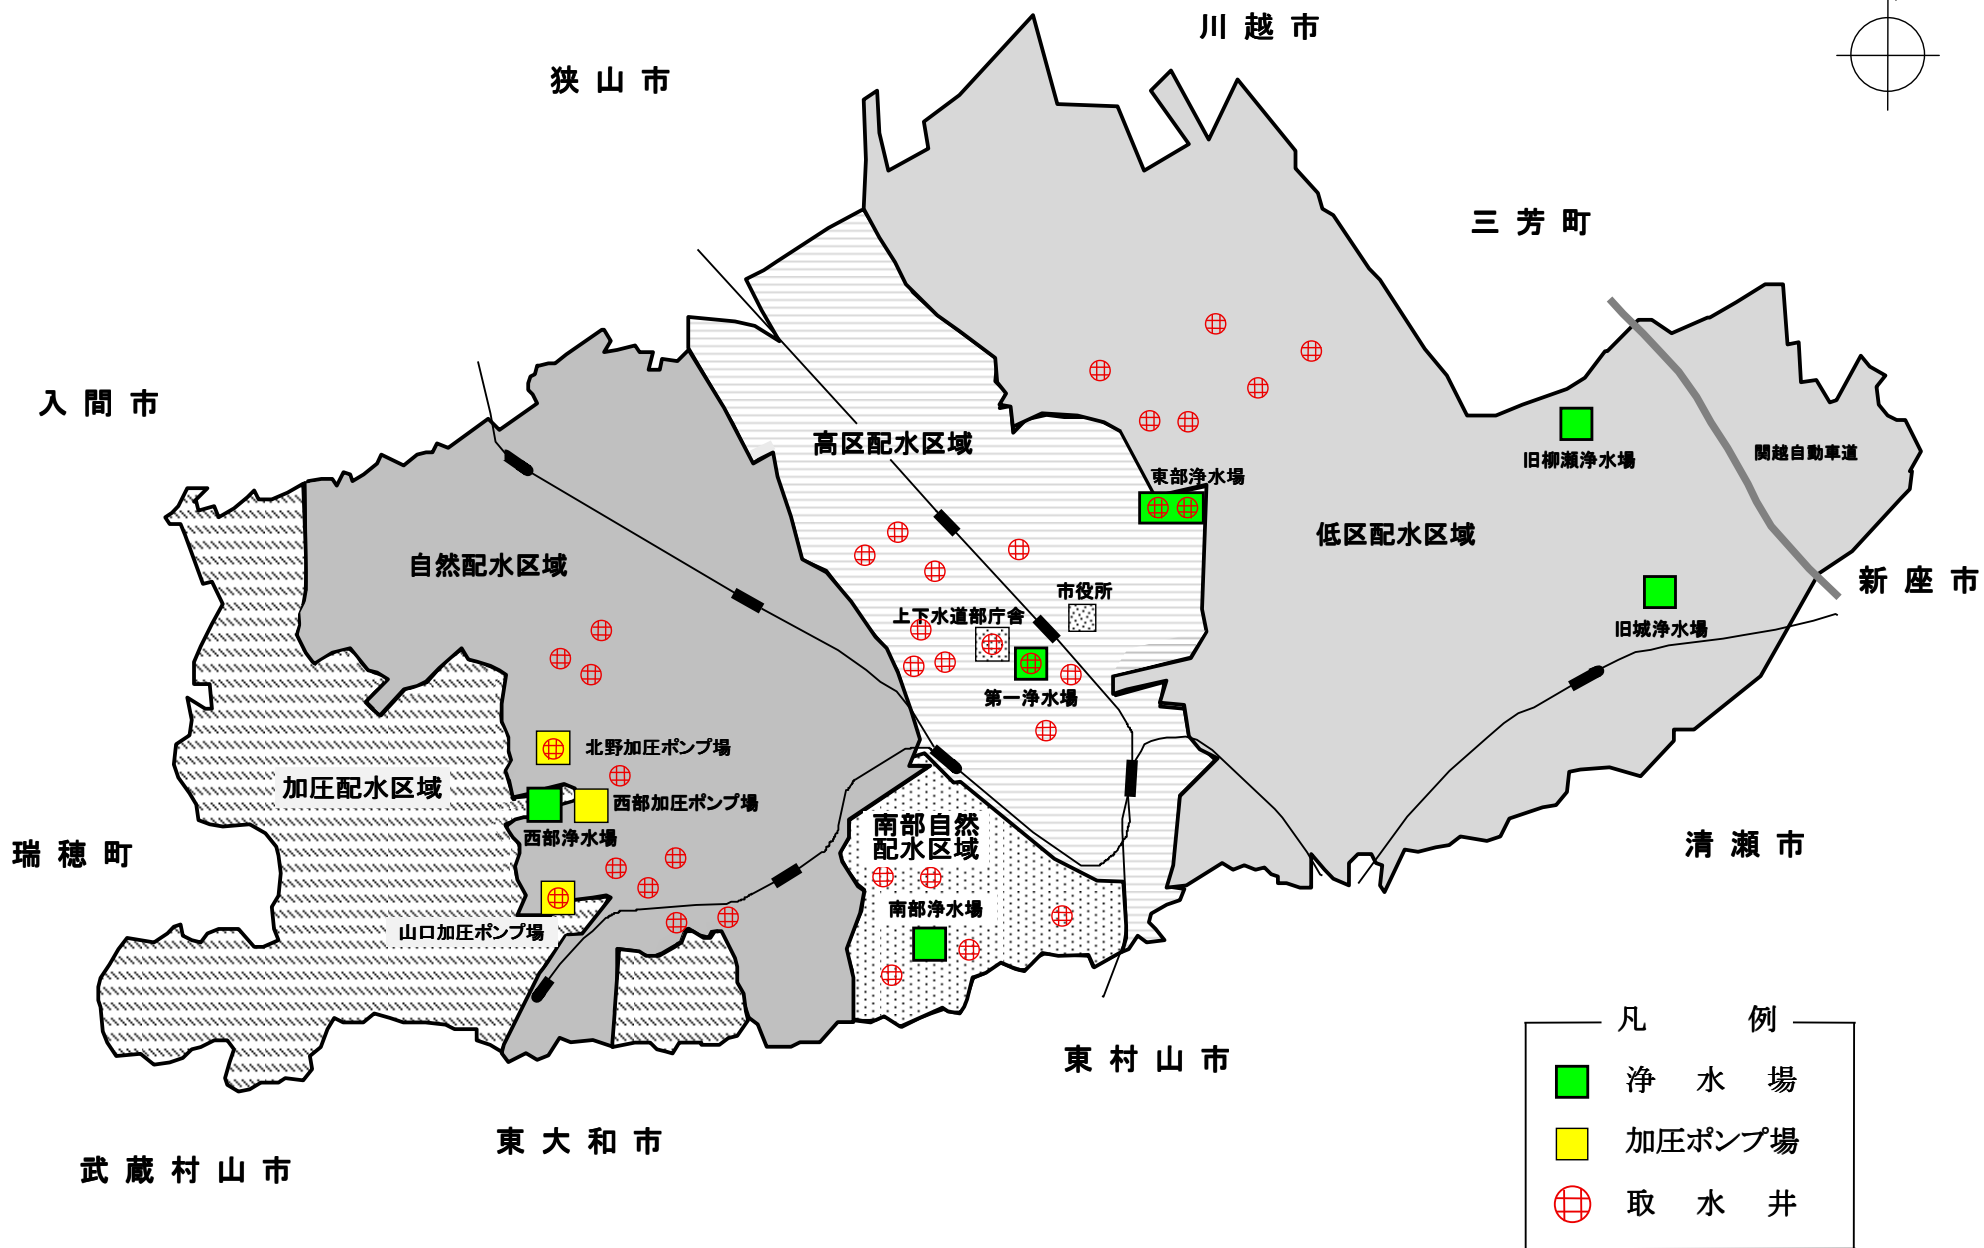 川越市
狭山市
三芳町
入間市
高区配水区域
関越自動車道
旧柳瀬浄水場
東部浄水場
低区配水区域
自然配水区域
新座市
市役所
上下水道部庁舎
旧城浄水場
第一浄水場
北野加圧ポンプ場
加圧配水区域
西部加圧ポンプ場
西部浄水場
南部自然
配水区域
瑞穂町
清瀬市
南部浄水場
山口加圧ポンプ場
東村山市
東大和市
武蔵村山市
凡例
浄水場
加圧ポンプ場
取水井